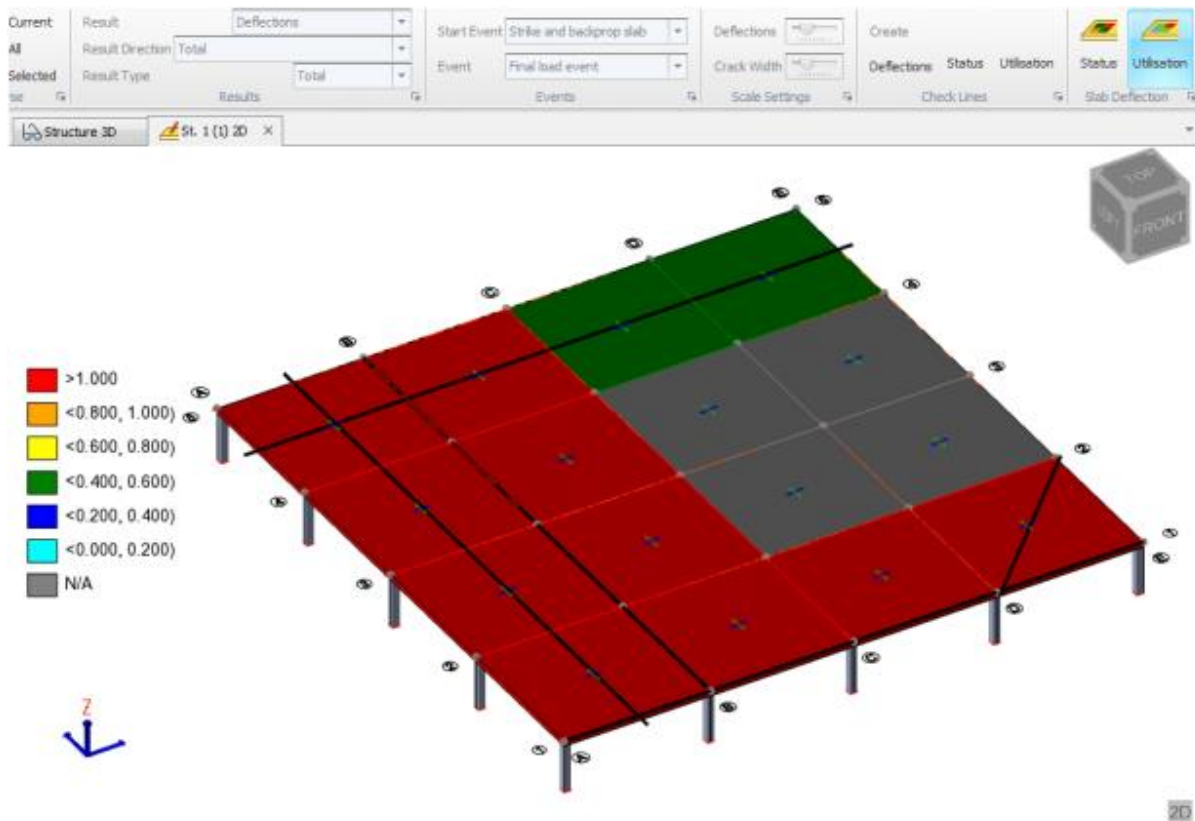 Current Result Deflections Start Event Strike and backprop slab Deflections Create
All Result Direction Total Event Final load event Crack Width Deflections Status Utilisation Status Utilisation
Selected Result Type Total
Results Events Scale Settings Check Lines Slab Deflection
Structure 3D St. 1 (1) 2D ×
TOP
FRONT
>1.000
<0.800, 1.000)
<0.600, 0.800)
<0.400, 0.600)
<0.200, 0.400)
<0.000, 0.200)
N/A
Z
2D